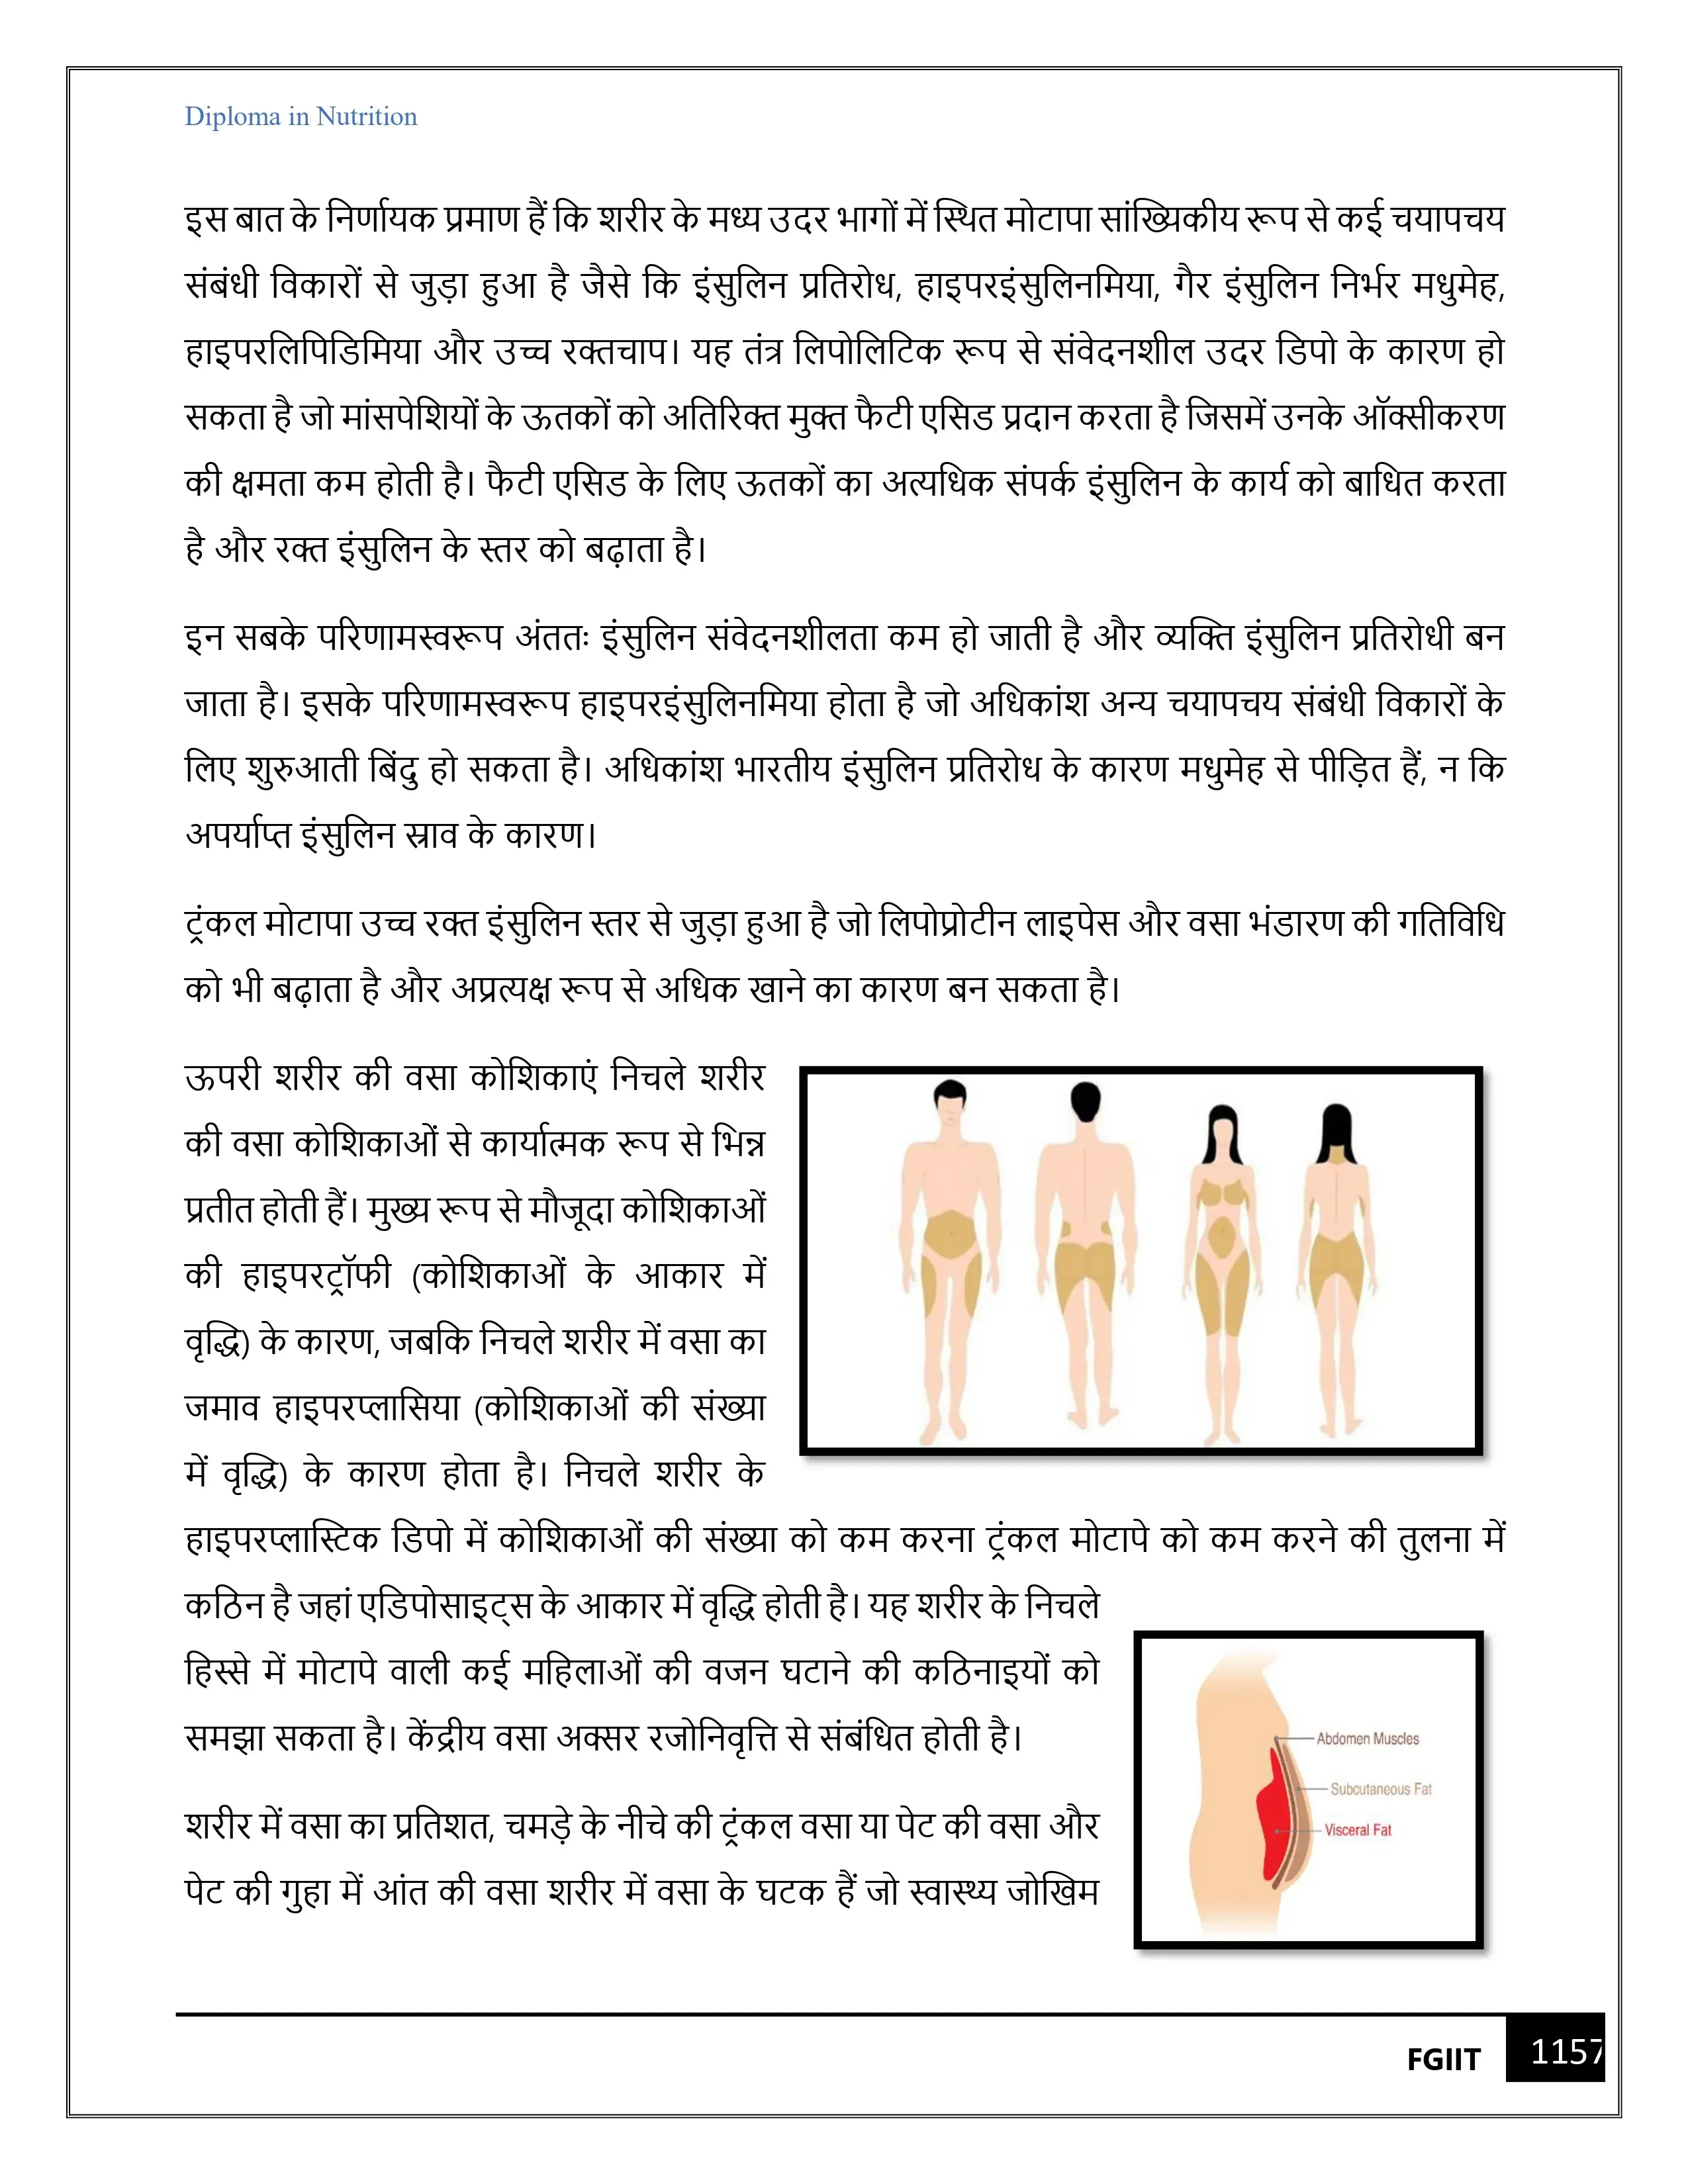 Diploma in Nutrition
इस बात के निर्णायक प्रमाण हैं कि शरीर के मध्य उदर भागों में स्थित मोटापा सांख्यिकीय रूप से कई चयापचय
संबंधी विकारों से जुड़ा हुआ है जैसे कि इंसुलिन प्रतिरोध, हाइपरइंसुलिनमिया, गैर इंसुलिन निर्भर मधुमेह,
हाइपरलिपिडिमिया और उच्च रक्तचाप। यह तंत्र लिपोलिटिक रूप से संवेदनशील उदर डिपो के कारण हो
सकता है जो मांसपेशियों के ऊतकों को अतिरिक्त मुक्त फैटी एसिड प्रदान करता है जिसमें उनके ऑक्सीकरण
की क्षमता कम होती है। फैटी एसिड के लिए ऊतकों का अत्यधिक संपर्क इंसुलिन के कार्य को बाधित करता
है और रक्त इंसुलिन के स्तर को बढ़ाता है।
इन सबके परिणामस्वरूप अंततः इंसुलिन संवेदनशीलता कम हो जाती है और व्यक्ति इंसुलिन प्रतिरोधी बन
जाता है। इसके परिणामस्वरूप हाइपरइंसुलिनमिया होता है जो अधिकांश अन्य चयापचय संबंधी विकारों के
लिए शुरुआती बिंदु हो सकता है। अधिकांश भारतीय इंसुलिन प्रतिरोध के कारण मधुमेह से पीड़ित हैं, न कि
अपर्याप्त इंसुलिन स्राव के कारण।
ट्रंकल मोटापा उच्च रक्त इंसुलिन स्तर से जुड़ा हुआ है जो लिपोप्रोटीन लाइपेस और वसा भंडारण की गतिविधि
को भी बढ़ाता है और अप्रत्यक्ष रूप से अधिक खाने का कारण बन सकता है।
ऊपरी शरीर की वसा कोशिकाएं निचले शरीर
की वसा कोशिकाओं से कार्यात्मक रूप से भिन्न
प्रतीत होती हैं। मुख्य रूप से मौजूदा कोशिकाओं
की हाइपरट्रॉफी (कोशिकाओं के आकार में
वृद्धि) के कारण, जबकि निचले शरीर में वसा का
जमाव हाइपरप्लासिया (कोशिकाओं की संख्या
में वृद्धि) के कारण होता है। निचले शरीर के
हाइपरप्लास्टिक डिपो में कोशिकाओं की संख्या को कम करना ट्रंकल मोटापे को कम करने की तुलना में
कठिन है जहां एडिपोसाइट्स के आकार में वृद्धि होती है। यह शरीर के निचले
हिस्से में मोटापे वाली कई महिलाओं की वजन घटाने की कठिनाइयों को
समझा सकता है। केंद्रीय वसा अक्सर रजोनिवृत्ति से संबंधित होती है।
Abdomen Muscles
Subcutaneous Fat
Visceral Fat
शरीर में वसा का प्रतिशत, चमड़े के नीचे की ट्रंकल वसा या पेट की वसा और
पेट की गुहा में आंत की वसा शरीर में वसा के घटक हैं जो स्वास्थ्य जोखिम
FGIIT 1157